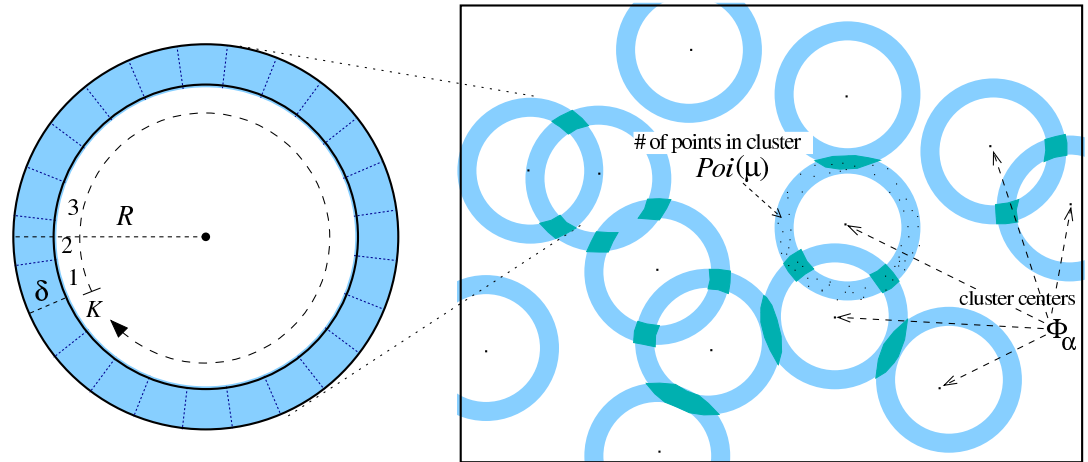 R
3
2
1
δ
K
# of points in cluster
Poi(μ)
cluster centers
Φα